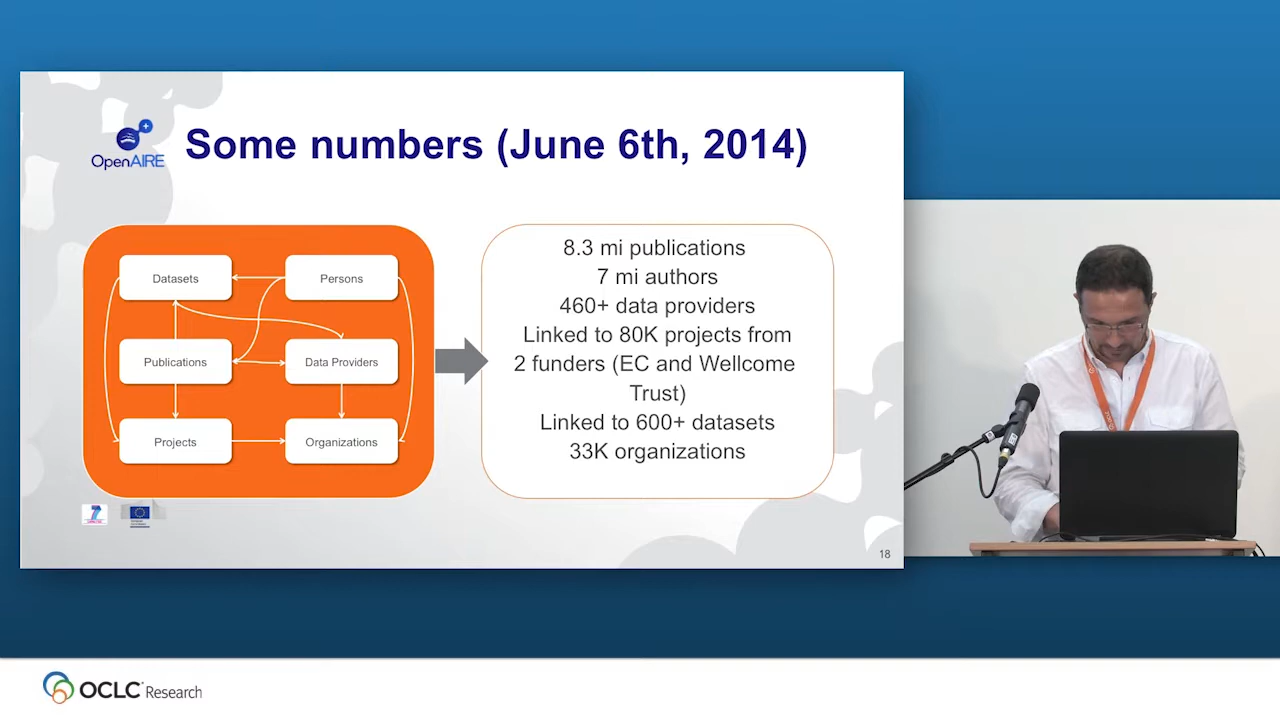 OpenAIRE
Some numbers (June 6th, 2014)
Datasets
Persons
Publications
Data Providers
Projects
Organizations
8.3 mi publications
7 mi authors
460+ data providers
Linked to 80K projects from
2 funders (EC and Wellcome
Trust)
Linked to 600+ datasets
33K organizations
18
OCLC Research